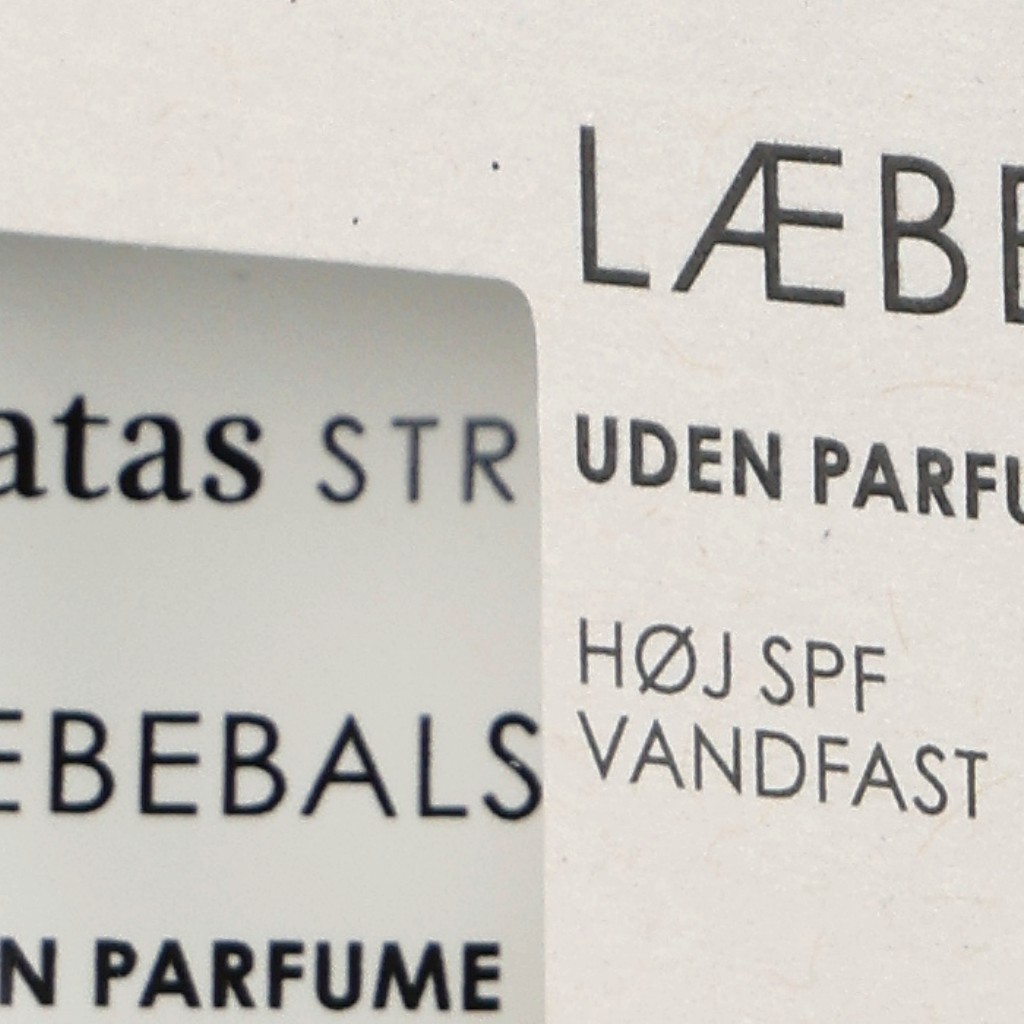 atas STR
EBEBALS
N PARFUME
LÆBE
UDEN PARFU
HØJ SPF
VANDFAST